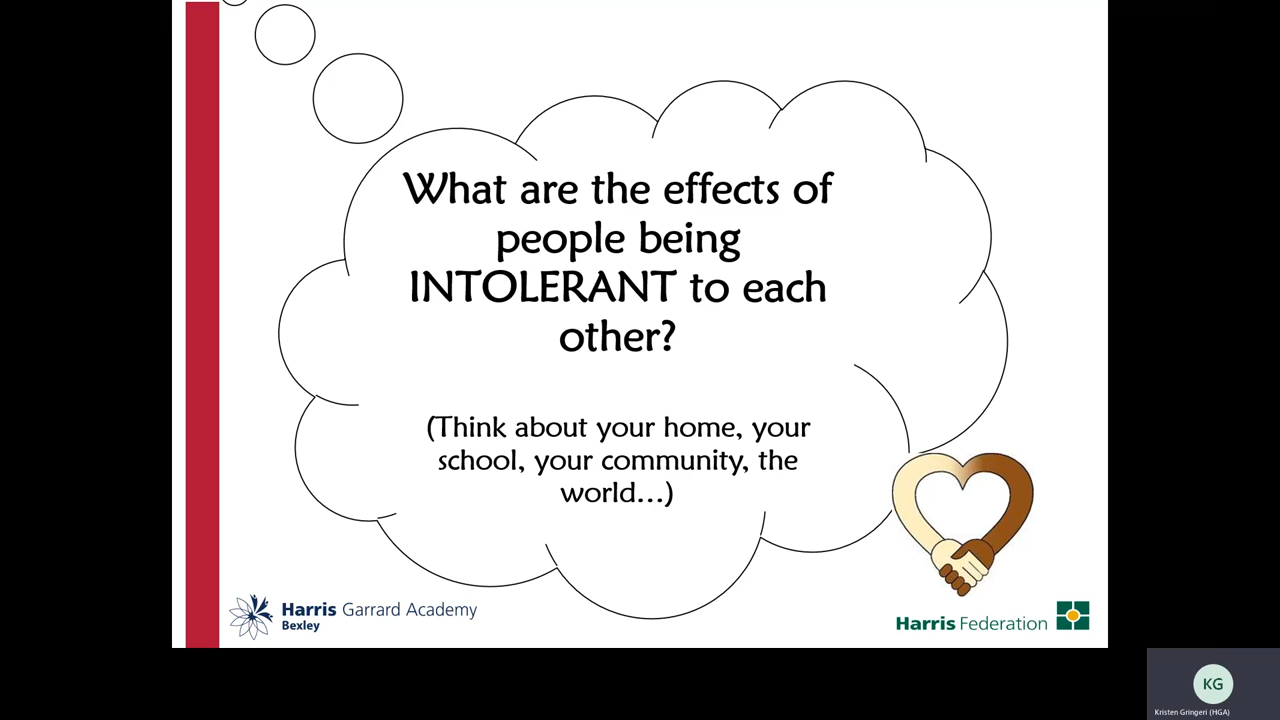 What are the effects of
people being
INTOLERANT to each
other?
(Think about your home, your
school, your community, the
world...)
Harris Garrard Academy
Bexley
Harris Federation
KG
Kristen Gringeri (HGA)